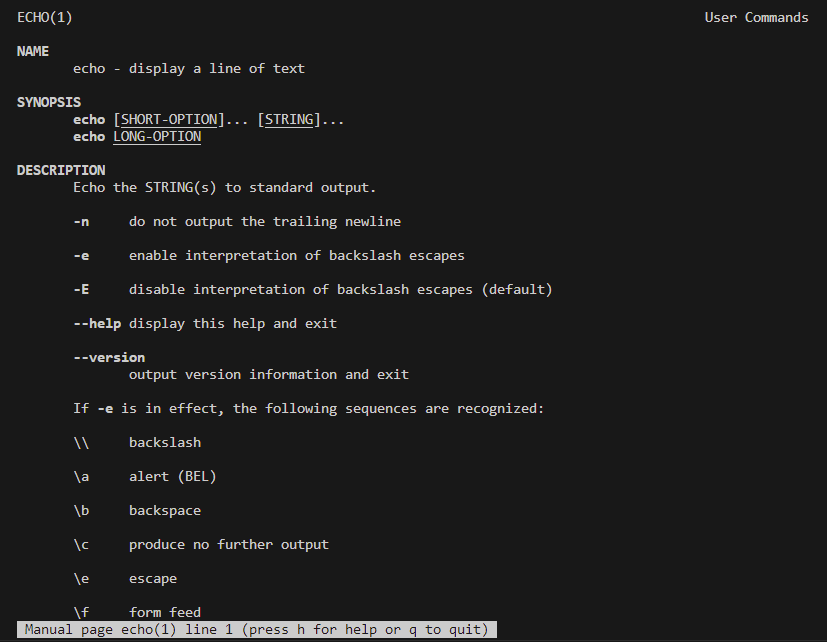 ECHO(1) User Commands
NAME
echo - display a line of text
SYNOPSIS
echo [SHORT-OPTION]... [STRING]...
echo LONG-OPTION
DESCRIPTION
Echo the STRING(s) to standard output.
-n do not output the trailing newline
-e enable interpretation of backslash escapes
-E disable interpretation of backslash escapes (default)
--help display this help and exit
--version
output version information and exit
If -e is in effect, the following sequences are recognized:
\\ backslash
\a alert (BEL)
\b backspace
\c produce no further output
\e escape
\f form feed
Manual page echo(1) line 1 (press h for help or q to quit)